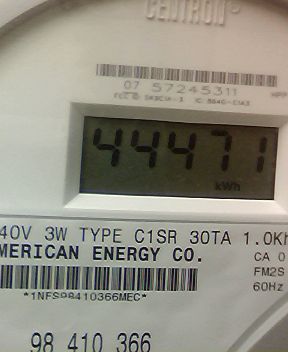 CENTRON®
07 57245311
44471
kWh
40V 3W TYPE C1SR 30TA 1.0Kh
MERICAN ENERGY CO.
CA 0
FM2S
60Hz
*1NFS98410366MEC*
98 410 366